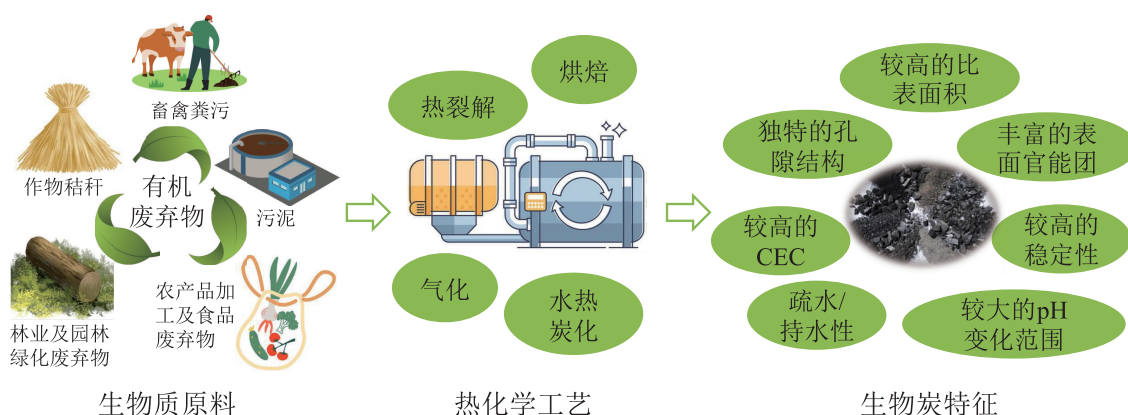 畜禽粪污
作物秸秆
有机
废弃物
污泥
林业及园林
绿化废弃物
农产品加
工及食品
废弃物
生物质原料
烘焙
热裂解
气化
水热
炭化
热化学工艺
较高的比
表面积
独特的孔
隙结构
丰富的表
面官能团
较高的
CEC
较高的
稳定性
疏水/
持水性
较大的pH
变化范围
生物炭特征